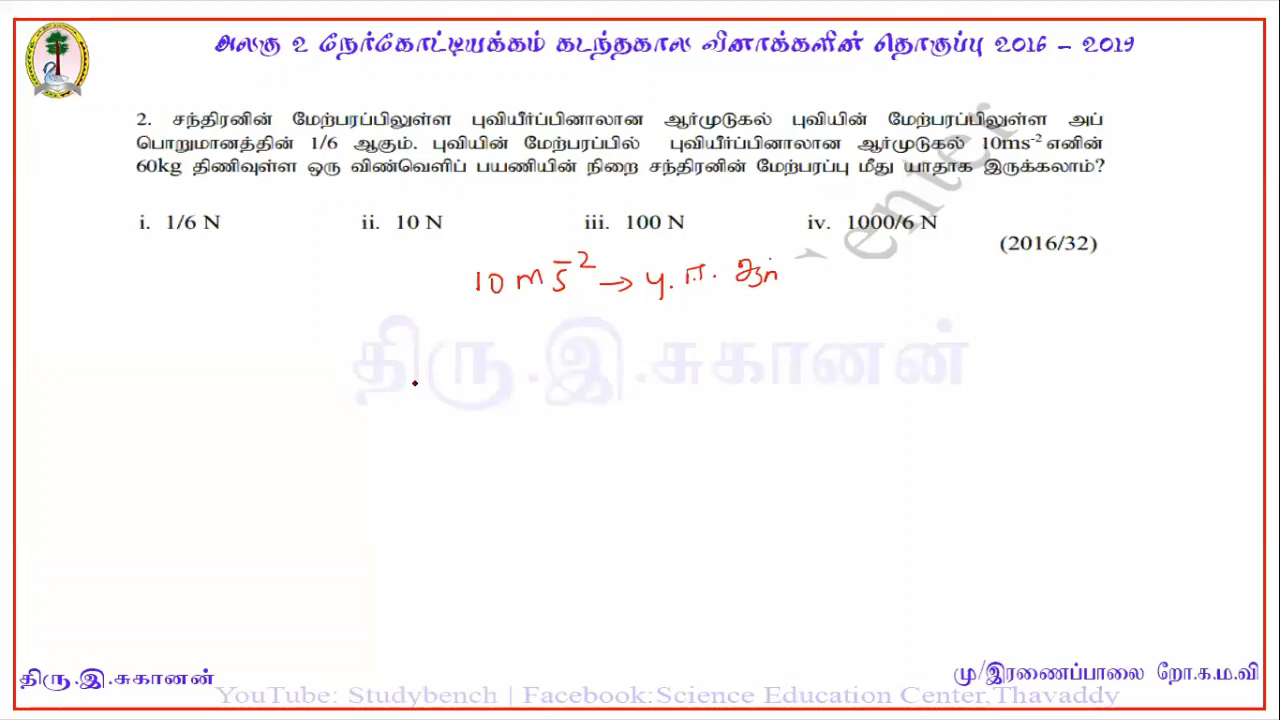 அலகு 2 நேர்கோட்டியக்கம் கடந்தகால வினாக்களின் தொகுப்பு 2016 – 2019
2. சந்திரனின் மேற்பரப்பிலுள்ள புவியீர்ப்பினாலான ஆர்முடுகல் புவியின் மேற்பரப்பிலுள்ள அப்
பொறுமானத்தின் 1/6 ஆகும். புவியின் மேற்பரப்பில் புவியீர்ப்பினாலான ஆர்முடுகல் 10ms⁻² எனின்
60kg திணிவுள்ள ஒரு விண்வெளிப் பயணியின் நிறை சந்திரனின் மேற்பரப்பு மீது யாதாக இருக்கலாம்?
i. 1/6 N ii. 10 N iii. 100 N iv. 1000/6 N
(2016/32)
enter
10 m s⁻² → பு. ஈ. ஆர்
திரு.இ.சுகானன்
திரு.இ.சுகானன்
மு/இரணைப்பாலை றோ.க.ம.வி
YouTube: Studybench | Facebook:Science Education Center,Thavaddy